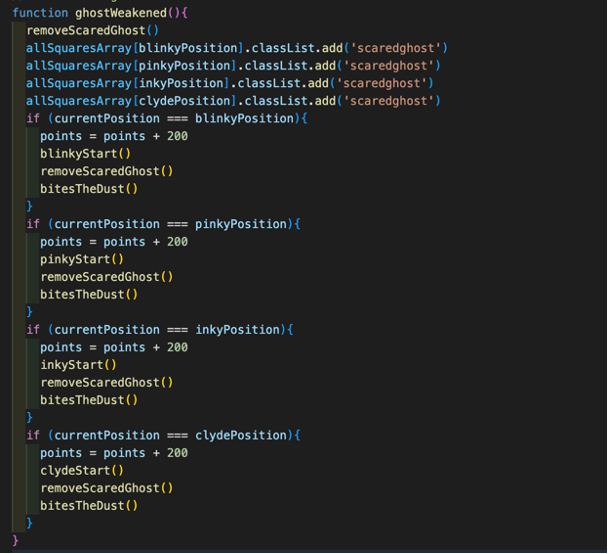 function ghostWeakened(){
  removeScaredGhost()
  allSquaresArray[blinkyPosition].classList.add('scaredghost')
  allSquaresArray[pinkyPosition].classList.add('scaredghost')
  allSquaresArray[inkyPosition].classList.add('scaredghost')
  allSquaresArray[clydePosition].classList.add('scaredghost')
  if (currentPosition === blinkyPosition){
    points = points + 200
    blinkyStart()
    removeScaredGhost()
    bitesTheDust()
  }
  if (currentPosition === pinkyPosition){
    points = points + 200
    pinkyStart()
    removeScaredGhost()
    bitesTheDust()
  }
  if (currentPosition === inkyPosition){
    points = points + 200
    inkyStart()
    removeScaredGhost()
    bitesTheDust()
  }
  if (currentPosition === clydePosition){
    points = points + 200
    clydeStart()
    removeScaredGhost()
    bitesTheDust()
  }
}